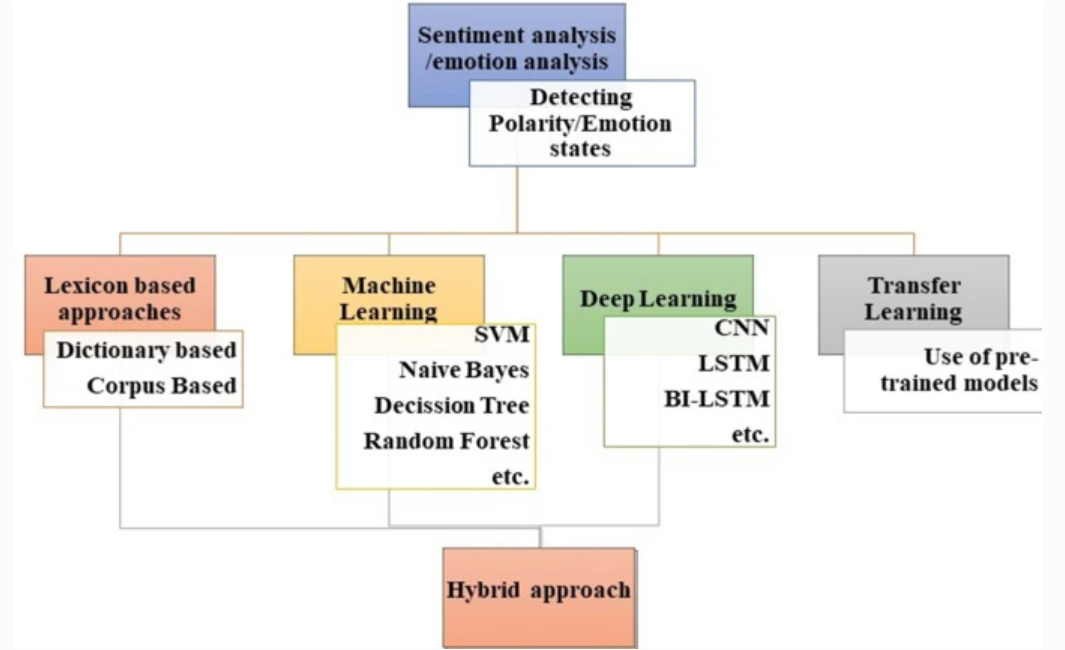 Sentiment analysis
/emotion analysis
Detecting
Polarity/Emotion
states
Lexicon based
approaches
Dictionary based
Corpus Based
Machine
Learning
SVM
Naive Bayes
Decission Tree
Random Forest
etc.
Deep Learning
CNN
LSTM
BI-LSTM
etc.
Transfer
Learning
Use of pre-
trained models
Hybrid approach